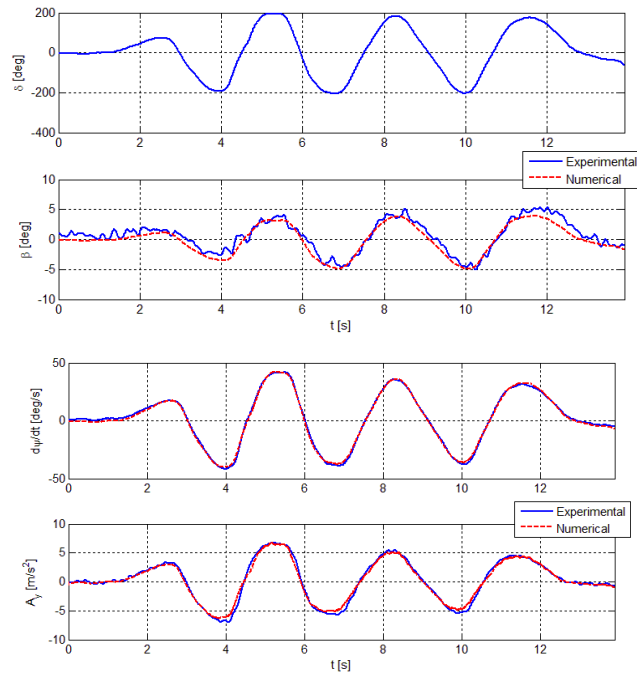 200
0
-200
-400
δ [deg]
0 2 4 6 8 10 12
Experimental
Numerical
10
5
0
-5
-10
β [deg]
0 2 4 6 8 10 12
t [s]
50
0
-50
dψ/dt [deg/s]
0 2 4 6 8 10 12
Experimental
Numerical
10
5
0
-5
-10
Ay [m/s²]
0 2 4 6 8 10 12
t [s]